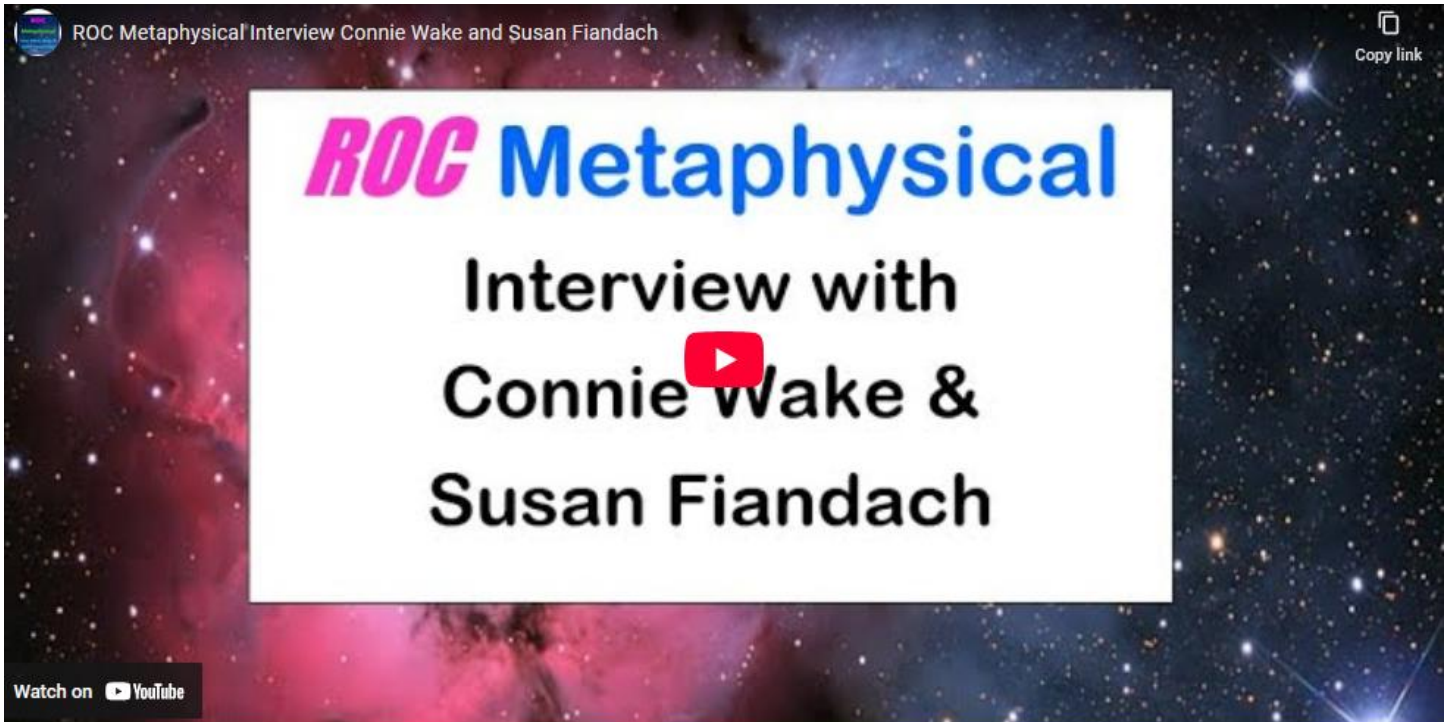 ROC Metaphysical Interview Connie Wake and Susan Fiandach
Copy link
ROC Metaphysical
Interview with
Connie Wake &
Susan Fiandach
Watch on YouTube